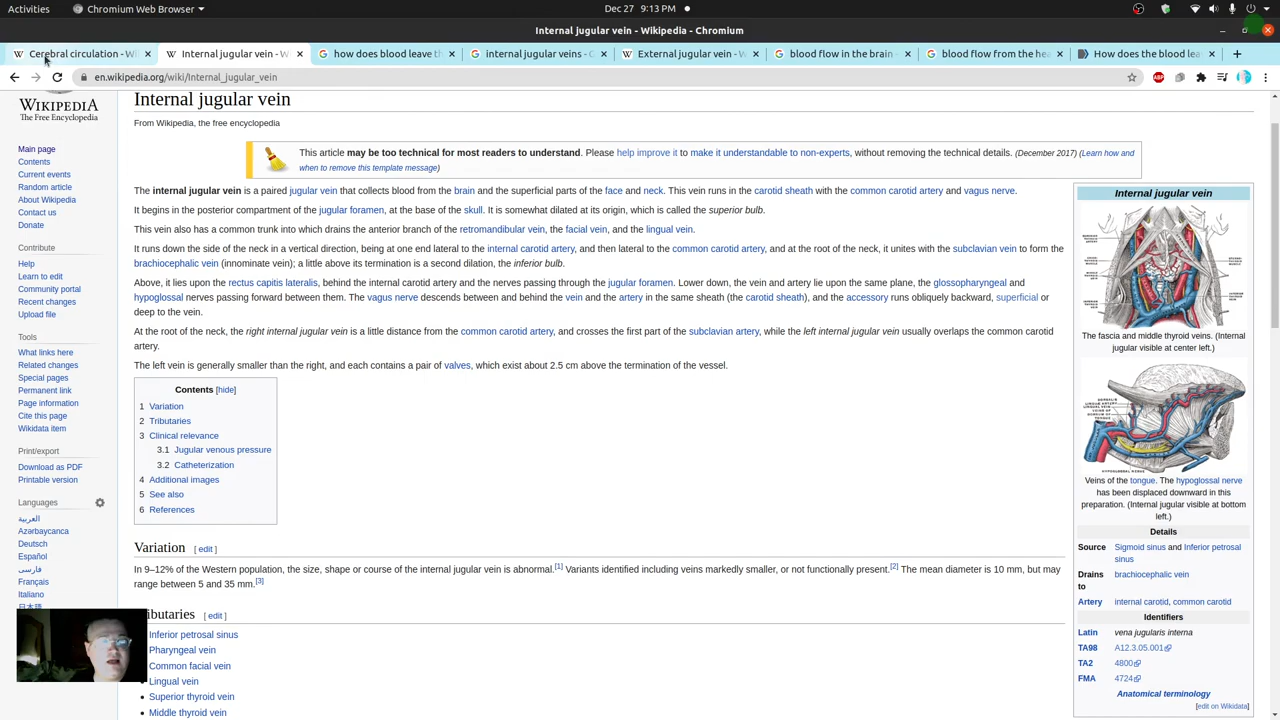 Activities
Dec 27 9:13 PM
Internal jugular vein - Wikipedia - Chromium
Cerebral circulation - Wi
Internal jugular vein - W
how does blood leave th
internal jugular veins - G
External jugular vein - W
blood flow in the brain -
blood flow from the hea
How does the blood lea
en.wikipedia.org/wiki/Internal_jugular_vein
WIKIPEDIA
The Free Encyclopedia
Main page
Contents
Current events
Random article
About Wikipedia
Contact us
Donate
Contribute
Help
Learn to edit
Community portal
Recent changes
Upload file
Tools
What links here
Related changes
Special pages
Permanent link
Page information
Cite this page
Wikidata item
Print/export
Download as PDF
Printable version
Languages
العربية
Azərbaycanca
Deutsch
Español
فارسی
Français
Italiano
日本語
Internal jugular vein
From Wikipedia, the free encyclopedia
This article may be too technical for most readers to understand. Please help improve it to make it understandable to non-experts, without removing the technical details. (December 2017) (Learn how and
when to remove this template message)
The internal jugular vein is a paired jugular vein that collects blood from the brain and the superficial parts of the face and neck. This vein runs in the carotid sheath with the common carotid artery and vagus nerve.
It begins in the posterior compartment of the jugular foramen, at the base of the skull. It is somewhat dilated at its origin, which is called the superior bulb.
This vein also has a common trunk into which drains the anterior branch of the retromandibular vein, the facial vein, and the lingual vein.
It runs down the side of the neck in a vertical direction, being at one end lateral to the internal carotid artery, and then lateral to the common carotid artery, and at the root of the neck, it unites with the subclavian vein to form the
brachiocephalic vein (innominate vein); a little above its termination is a second dilation, the inferior bulb.
Above, it lies upon the rectus capitis lateralis, behind the internal carotid artery and the nerves passing through the jugular foramen. Lower down, the vein and artery lie upon the same plane, the glossopharyngeal and
hypoglossal nerves passing forward between them. The vagus nerve descends between and behind the vein and the artery in the same sheath (the carotid sheath), and the accessory runs obliquely backward, superficial or
deep to the vein.
At the root of the neck, the right internal jugular vein is a little distance from the common carotid artery, and crosses the first part of the subclavian artery, while the left internal jugular vein usually overlaps the common carotid
artery.
The left vein is generally smaller than the right, and each contains a pair of valves, which exist about 2.5 cm above the termination of the vessel.
Contents [hide]
1 Variation
2 Tributaries
3 Clinical relevance
3.1 Jugular venous pressure
3.2 Catheterization
4 Additional images
5 See also
6 References
Variation [ edit ]
In 9–12% of the Western population, the size, shape or course of the internal jugular vein is abnormal.[1] Variants identified including veins markedly smaller, or not functionally present.[2] The mean diameter is 10 mm, but may
range between 5 and 35 mm.[3]
ibutaries [ edit ]
Inferior petrosal sinus
Pharyngeal vein
Common facial vein
Lingual vein
Superior thyroid vein
Middle thyroid vein
Internal jugular vein
The fascia and middle thyroid veins. (Internal
jugular visible at center left.)
Veins of the tongue. The hypoglossal nerve
has been displaced downward in this
preparation. (Internal jugular visible at bottom
left.)
Details
Source Sigmoid sinus and Inferior petrosal
sinus
Drains to brachiocephalic vein
Artery internal carotid, common carotid
Identifiers
Latin vena jugularis interna
TA98 A12.3.05.001
TA2 4800
FMA 4724
Anatomical terminology
[edit on Wikidata]